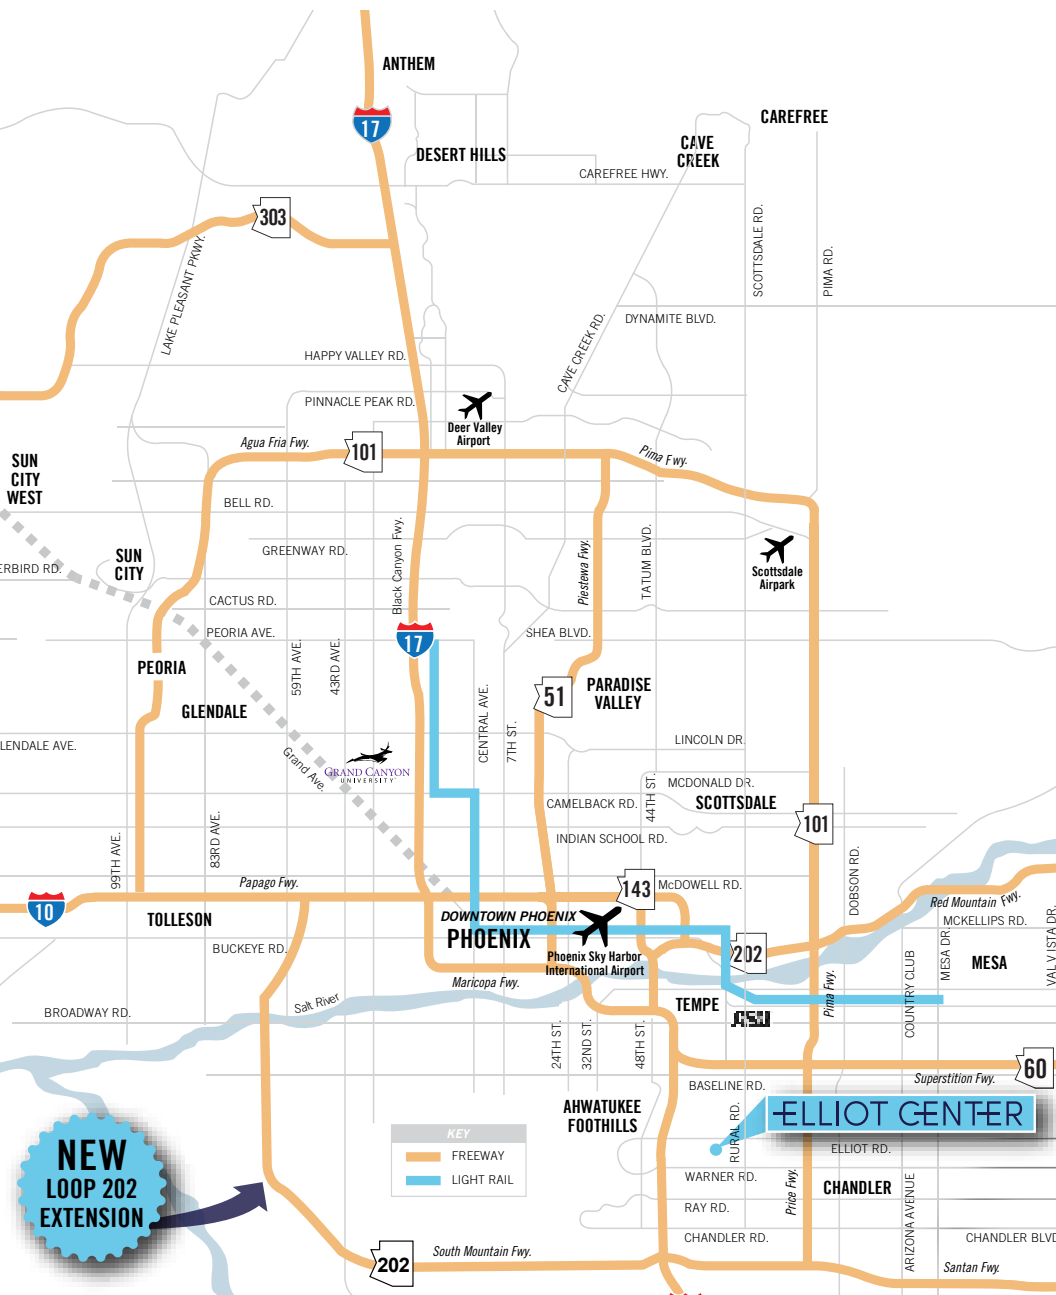 ANTHEM
17
CAREFREE
CAVE
CREEK
DESERT HILLS
CAREFREE HWY.
303
SCOTTSDALE RD.
PIMA RD.
LAKE PLEASANT PKWY.
DYNAMITE BLVD.
CAVE CREEK RD.
HAPPY VALLEY RD.
PINNACLE PEAK RD.
Deer Valley
Airport
Agua Fria Fwy.
101
Pima Fwy.
SUN
CITY
WEST
BELL RD.
Black Canyon Fwy.
TATUM BLVD.
GREENWAY RD.
Piestewa Fwy.
SUN
CITY
ERBIRD RD.
Scottsdale
Airpark
CACTUS RD.
PEORIA AVE.
17
SHEA BLVD.
59TH AVE.
43RD AVE.
PEORIA
51
PARADISE
VALLEY
GLENDALE
CENTRAL AVE.
7TH ST.
LENDALE AVE.
LINCOLN DR.
Grand Ave.
GRAND CANYON
UNIVERSITY
44TH ST.
MCDONALD DR.
CAMELBACK RD.
SCOTTSDALE
101
INDIAN SCHOOL RD.
99TH AVE.
83RD AVE.
DOBSON RD.
Papago Fwy.
143
McDOWELL RD.
10
Red Mountain Fwy.
TOLLESON
DOWNTOWN PHOENIX
PHOENIX
MCKELLIPS RD.
BUCKEYE RD.
202
Phoenix Sky Harbor
International Airport
MESA DR.
MESA
VAL VISTA DR.
COUNTRY CLUB
Maricopa Fwy.
Salt River
TEMPE
Pima Fwy.
BROADWAY RD.
ASU
24TH ST.
32ND ST.
48TH ST.
60
Superstition Fwy.
BASELINE RD.
AHWATUKEE
FOOTHILLS
ELLIOT CENTER
RURAL RD.
NEW
LOOP 202
EXTENSION
KEY
FREEWAY
LIGHT RAIL
ELLIOT RD.
WARNER RD.
Price Fwy.
CHANDLER
RAY RD.
ARIZONA AVENUE
CHANDLER RD.
CHANDLER BLVD
202
South Mountain Fwy.
Santan Fwy.